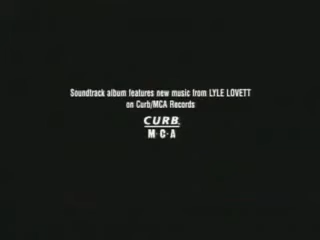 Soundtrack album features new music from LYLE LOVETT
on Curb/MCA Records
CURB
M·C·A